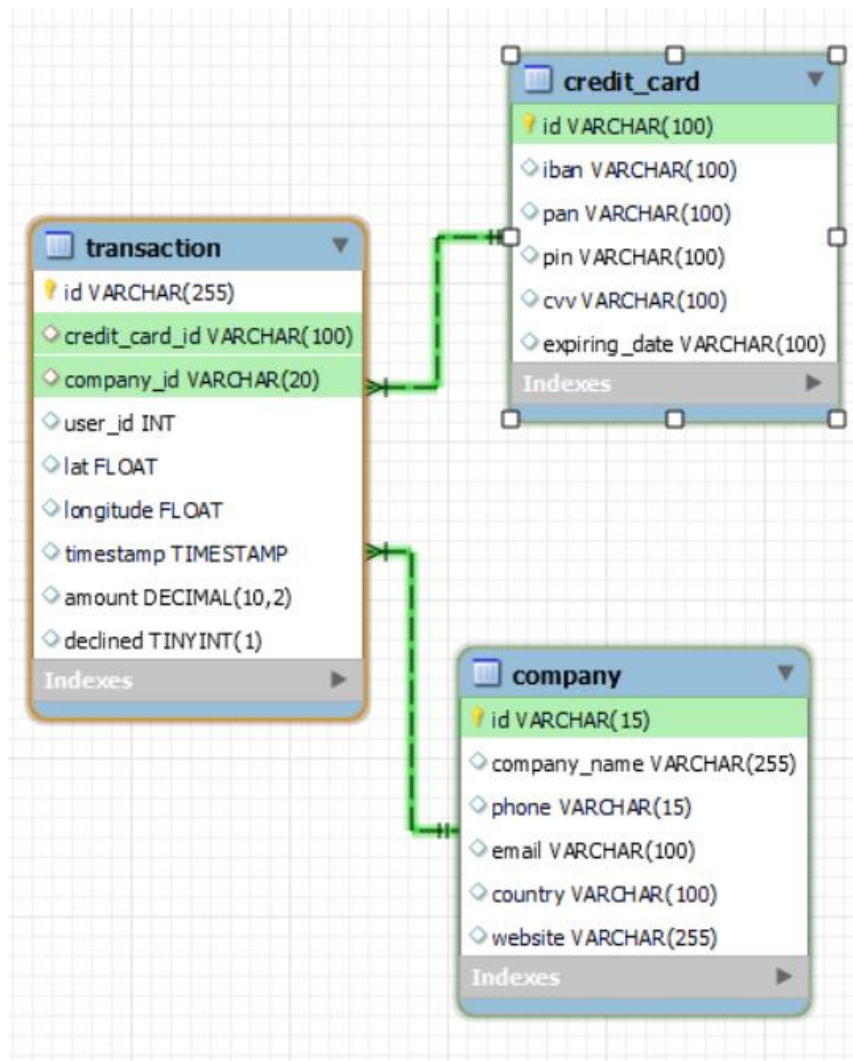 credit_card
id VARCHAR(100)
iban VARCHAR(100)
pan VARCHAR(100)
pin VARCHAR(100)
cvv VARCHAR(100)
expiring_date VARCHAR(100)
Indexes
transaction
id VARCHAR(255)
credit_card_id VARCHAR(100)
company_id VARCHAR(20)
user_id INT
lat FLOAT
longitude FLOAT
timestamp TIMESTAMP
amount DECIMAL(10,2)
declined TINYINT(1)
Indexes
company
id VARCHAR(15)
company_name VARCHAR(255)
phone VARCHAR(15)
email VARCHAR(100)
country VARCHAR(100)
website VARCHAR(255)
Indexes